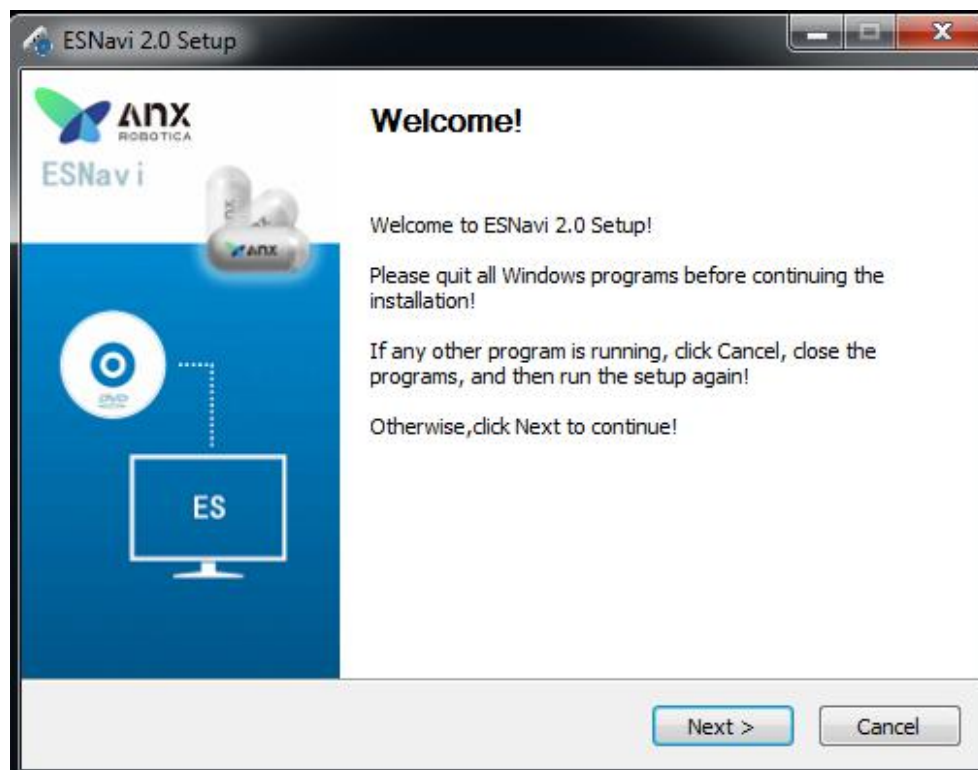 ESNavi 2.0 Setup
ANX
ROBOTICA
ESNavi
ANX
DVD
ES
Welcome!
Welcome to ESNavi 2.0 Setup!
Please quit all Windows programs before continuing the
installation!
If any other program is running, click Cancel, close the
programs, and then run the setup again!
Otherwise,click Next to continue!
Next >
Cancel